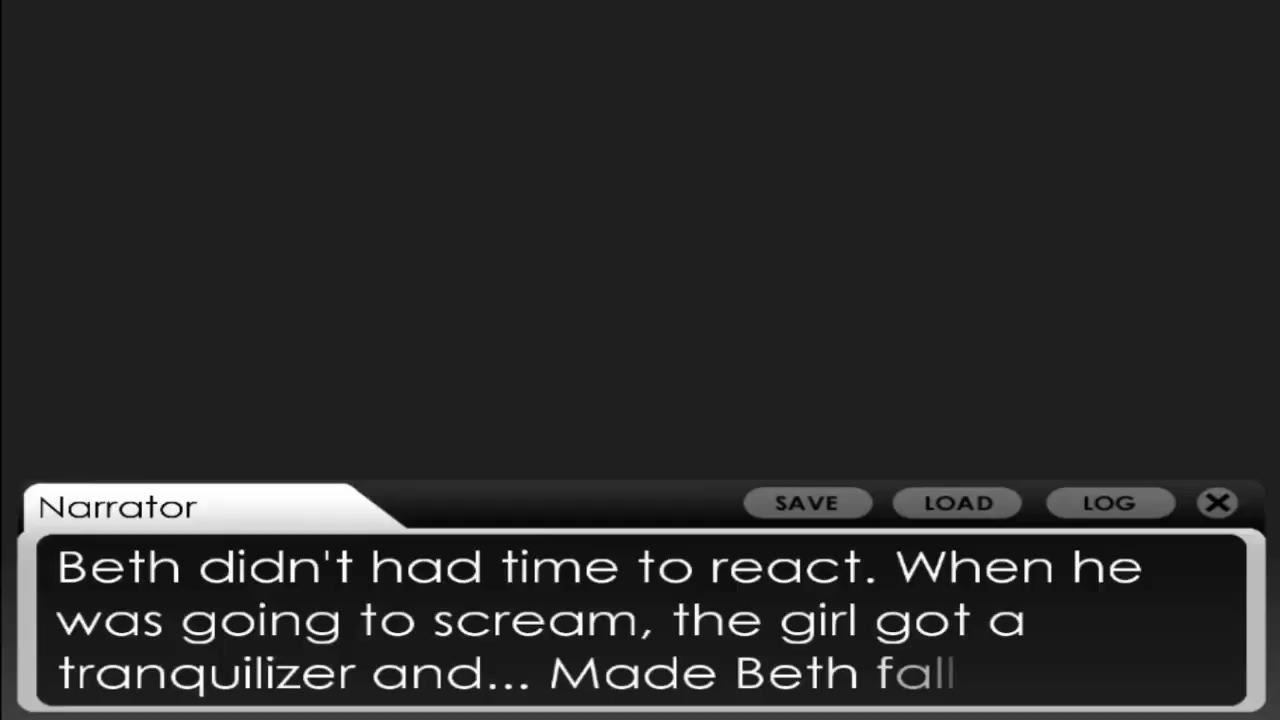 Narrator
SAVE
LOAD
LOG
Beth didn't had time to react. When he
was going to scream, the girl got a
tranquilizer and... Made Beth fall